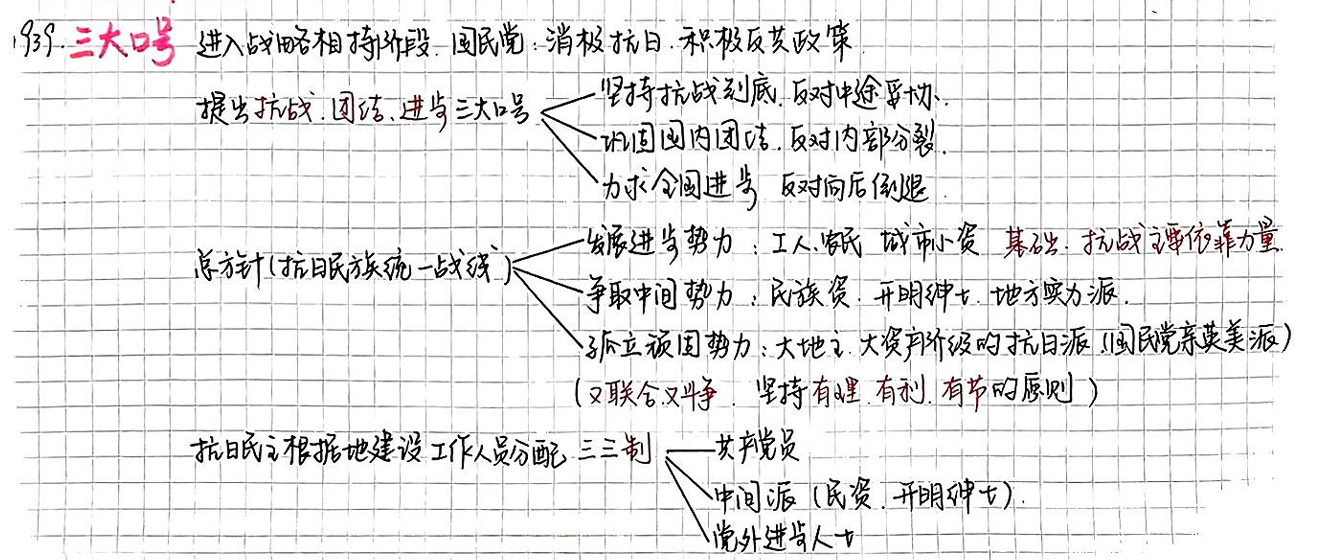 1939. 三大口号 进入战略相持阶段. 国民党: 消极抗日. 积极反共政策
提出抗战. 团结. 进步三大口号
坚持抗战到底. 反对中途妥协.
巩固国内团结. 反对内部分裂.
力求全国进步 反对向后倒退
总方针(抗日民族统一战线)
发展进步势力: 工人.农民 城市小资 基础. 抗战主要依靠力量.
争取中间势力: 民族资. 开明绅士. 地方实力派.
孤立顽固势力: 大地主. 大资产阶级的抗日派.(国民党亲英美派)
(又联合又斗争. 坚持有理. 有利. 有节的原则)
抗日民主根据地建设工作人员分配 三三制
共产党员
中间派 (民资. 开明绅士).
党外进步人士